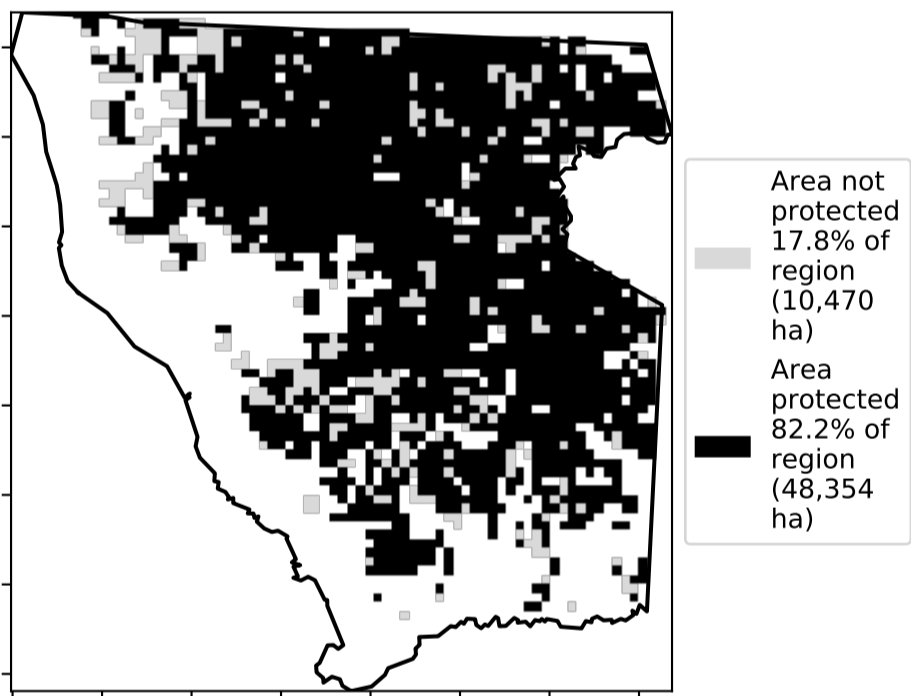 Area not
protected
17.8% of
region
(10,470
ha)
Area
protected
82.2% of
region
(48,354
ha)